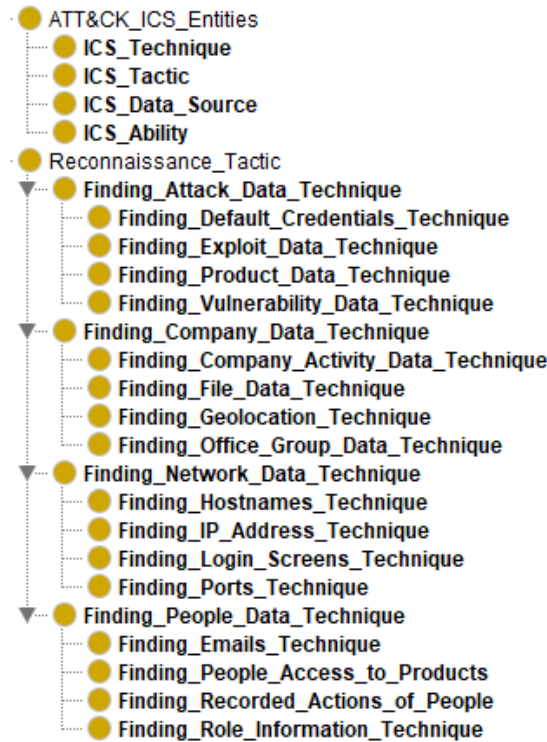 ATT&CK_ICS_Entities
ICS_Technique
ICS_Tactic
ICS_Data_Source
ICS_Ability
Reconnaissance_Tactic
Finding_Attack_Data_Technique
Finding_Default_Credentials_Technique
Finding_Exploit_Data_Technique
Finding_Product_Data_Technique
Finding_Vulnerability_Data_Technique
Finding_Company_Data_Technique
Finding_Company_Activity_Data_Technique
Finding_File_Data_Technique
Finding_Geolocation_Technique
Finding_Office_Group_Data_Technique
Finding_Network_Data_Technique
Finding_Hostnames_Technique
Finding_IP_Address_Technique
Finding_Login_Screens_Technique
Finding_Ports_Technique
Finding_People_Data_Technique
Finding_Emails_Technique
Finding_People_Access_to_Products
Finding_Recorded_Actions_of_People
Finding_Role_Information_Technique